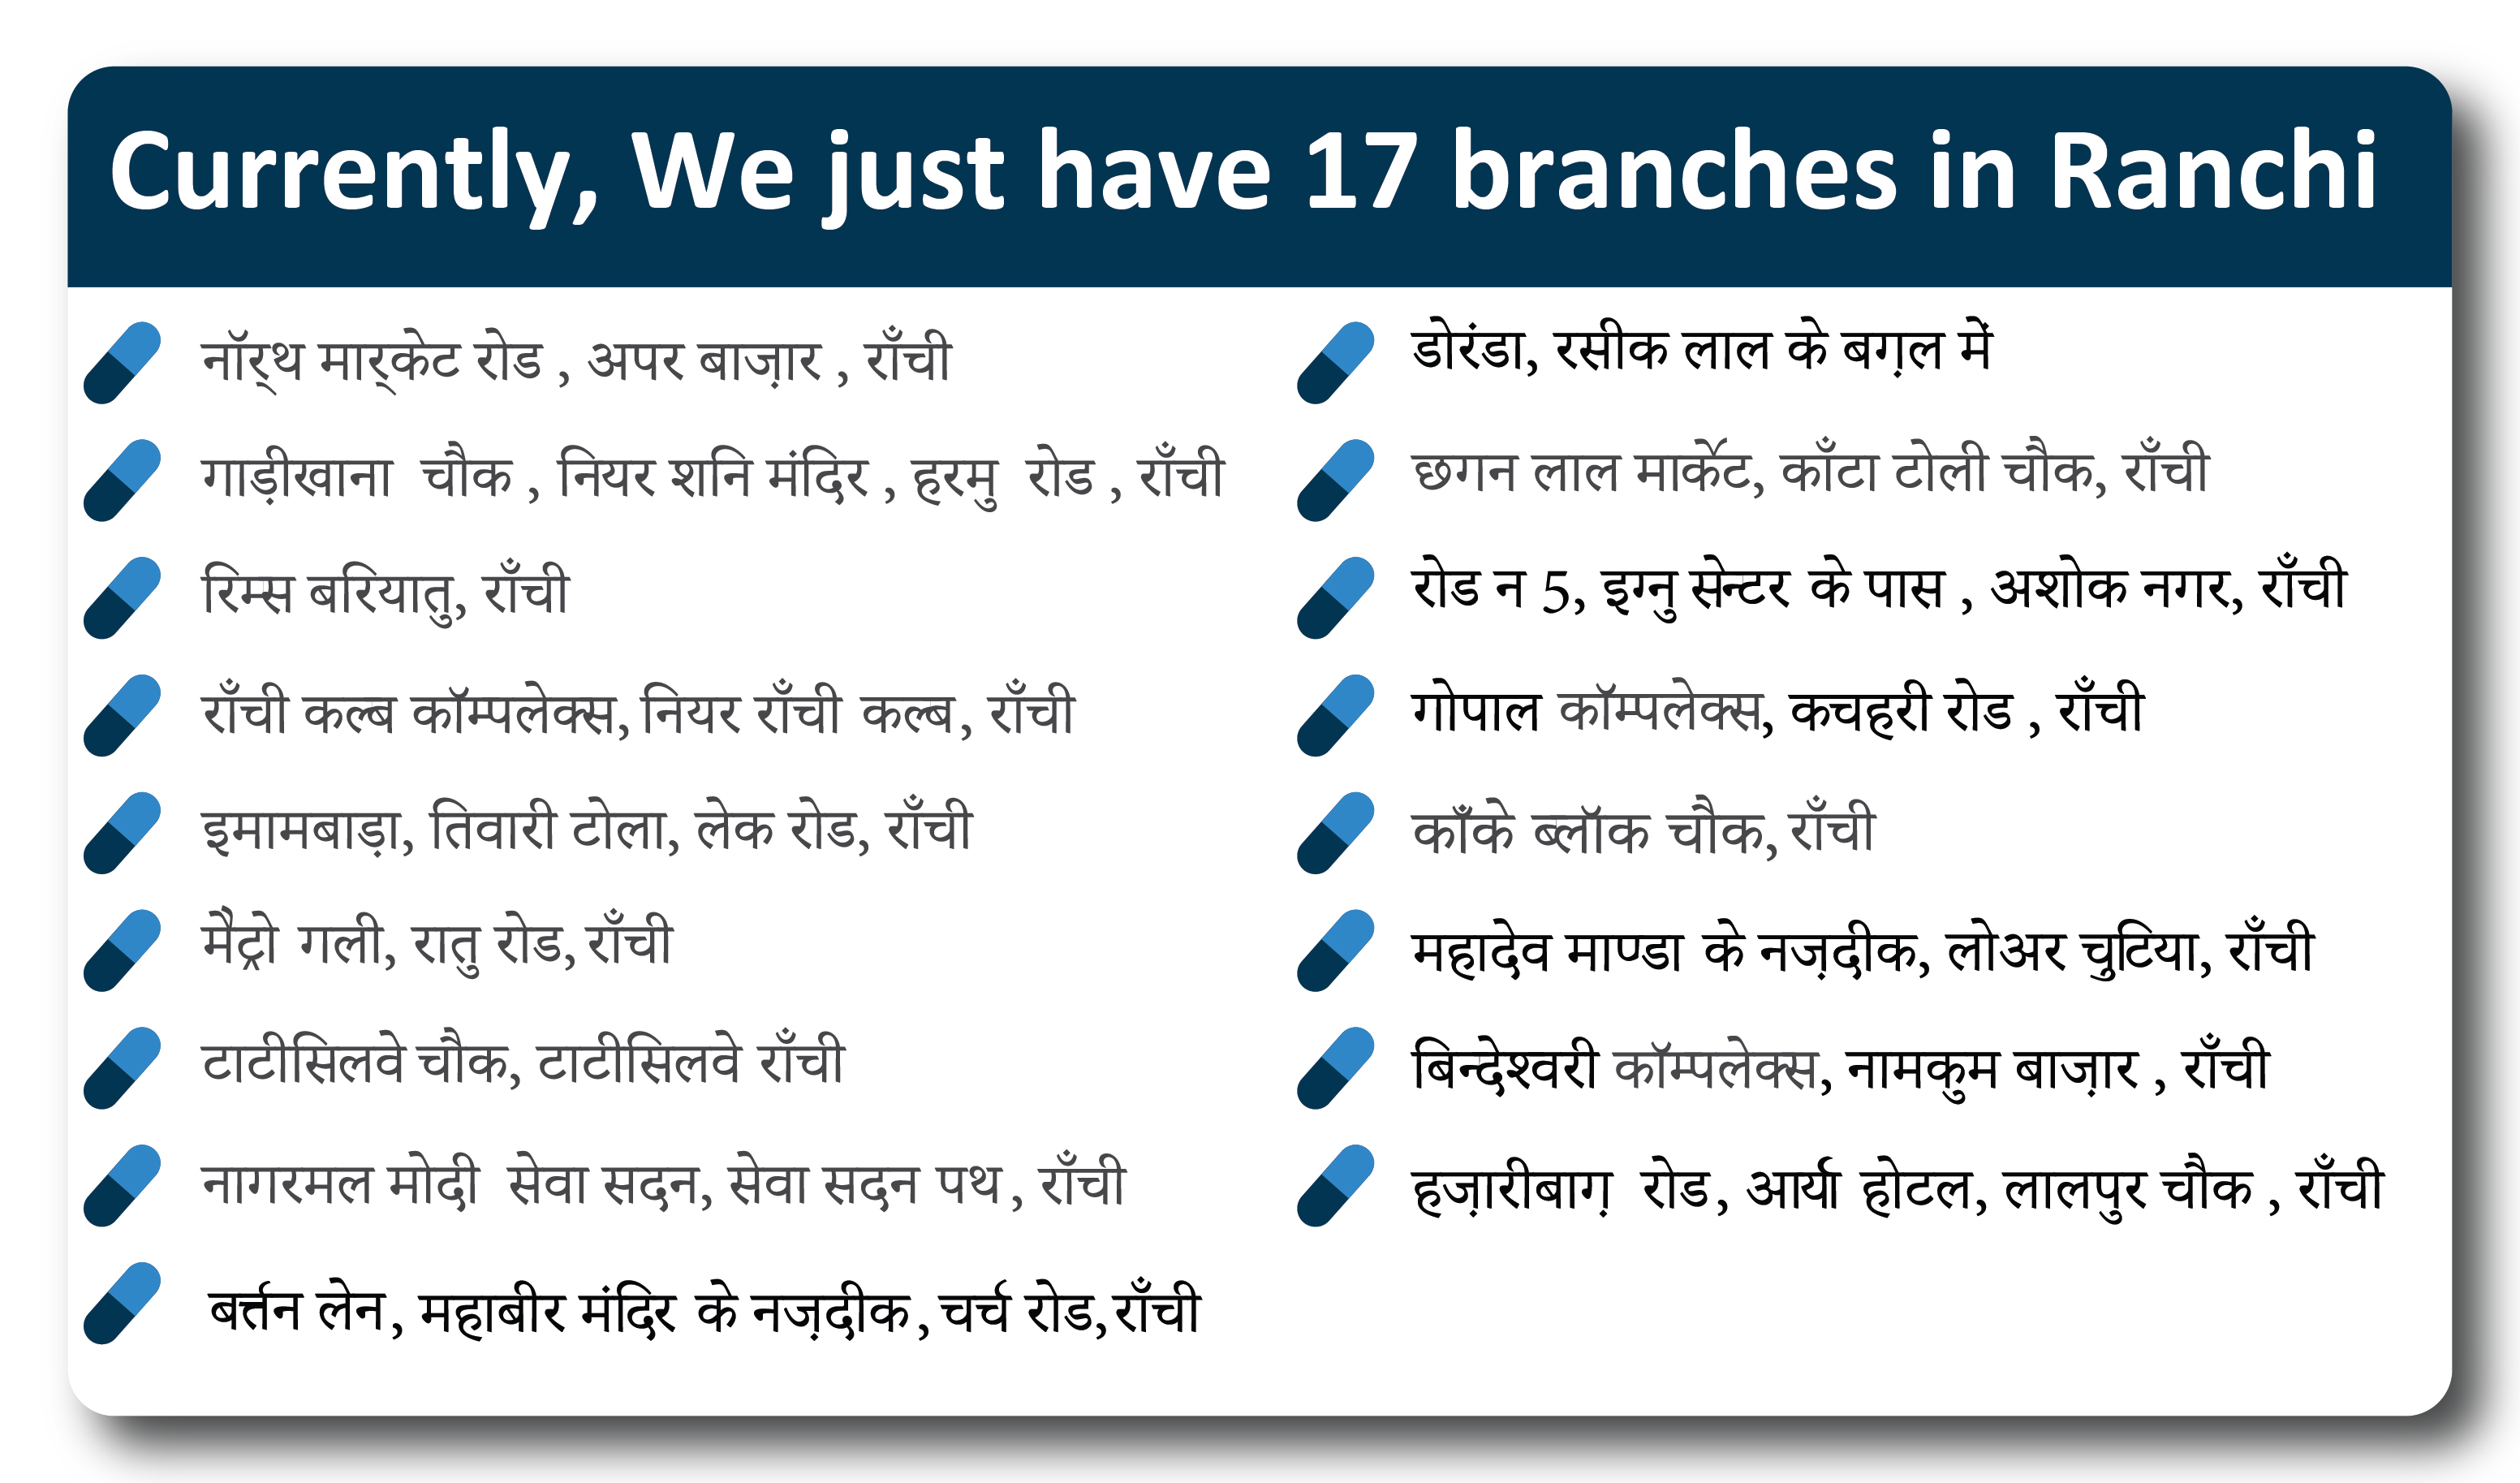 Currently, We just have 17 branches in Ranchi
नॉर्‌थ मार्‌केट रोड , अपर बाज़ार , राँची
गाड़ीखाना चौक , नियर शनि मंदिर , हरमु रोड , राँची
रिम्स बरियातु, राँची
राँची कल्ब कॉम्पलेक्स, नियर राँची कल्ब, राँची
इमामबाड़ा, तिवारी टोला, लेक रोड, राँची
मैट्रो गली, रातु रोड, राँची
टाटीसिलवे चौक, टाटीसिलवे राँची
नागरमल मोदी सेवा सदन, सेवा सदन पथ , राँची
बर्तन लेन, महाबीर मंदिर के नज़दीक, चर्च रोड, राँची
डोरंडा, रसीक लाल के बग़ल में
छगन लाल मार्केट, काँटा टोली चौक, राँची
रोड न 5, इग्नु सेन्टर के पास , अशोक नगर, राँची
गोपाल कॉम्पलेक्स, कचहरी रोड , राँची
काँके ब्लॉक चौक, राँची
महादेव माण्डा के नज़दीक, लोअर चुटिया, राँची
बिन्देश्वरी कॉम्पलेक्स, नामकुम बाज़ार , राँची
हज़ारीबाग़ रोड, आर्या होटल, लालपुर चौक , राँची